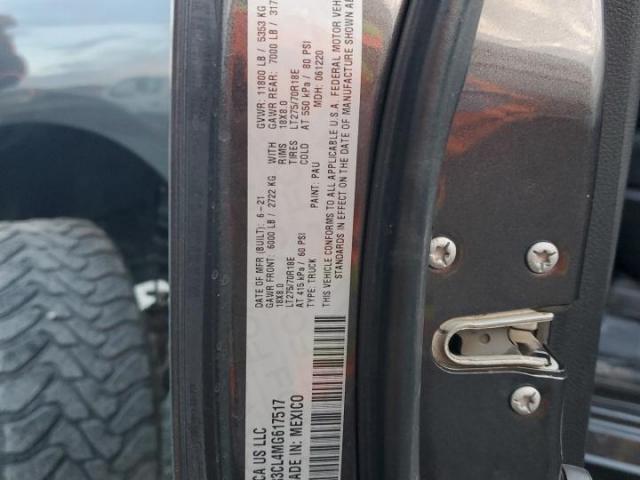 CA US LLC
DATE OF MFR (BUILT): 6-21 GVWR: 11800 LB / 5353 KG
GAWR FRONT: 6000 LB / 2722 KG WITH GAWR REAR: 7000 LB / 317
18X8.0 RIMS 18X8.0
LT275/70R18E TIRES LT275/70R18E
AT 415 kPa / 60 PSI COLD AT 550 kPa / 80 PSI
TYPE: TRUCK PAINT: PAU MDH: 061220
THIS VEHICLE CONFORMS TO ALL APPLICABLE U.S.A. FEDERAL MOTOR VEH
STANDARDS IN EFFECT ON THE DATE OF MANUFACTURE SHOWN AB
3CL4MG617517
ADE IN: MEXICO